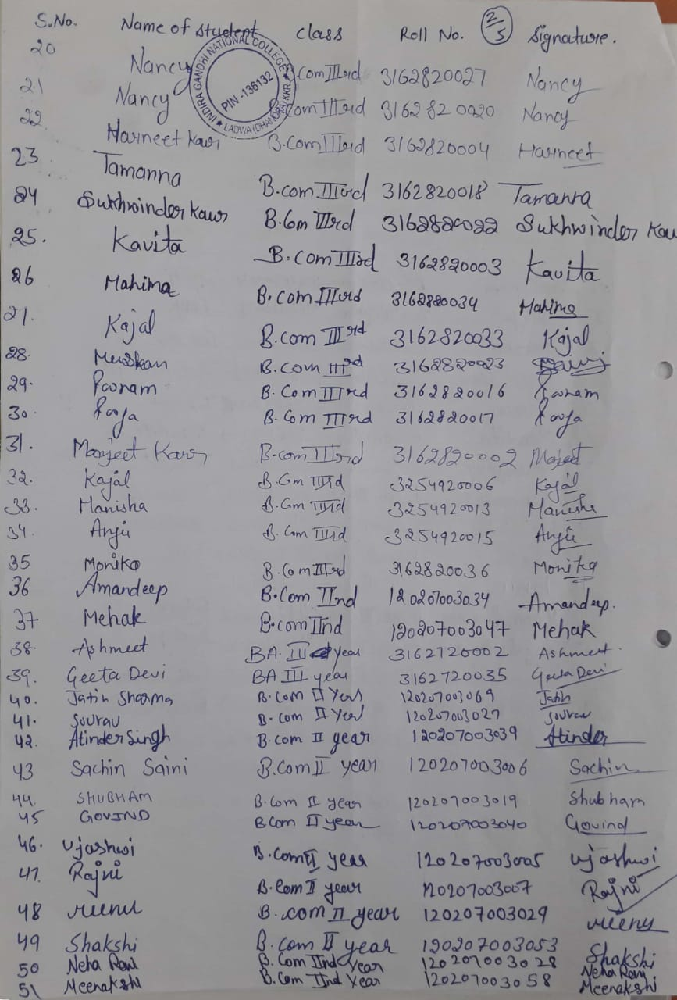 S.No. Name of Student Class Roll No. 2/5 Signature.
INDIRA GANDHI NATIONAL COLLEGE
PIN-136132
LADWA (DHANORA) KKR
20 Nancy B.Com IIIrd 3162820027 Nancy
21 Nancy B.Com IIIrd 3162820020 Nancy
22 Harneet Kaur B.Com IIIrd 3162820004 Harneet
23 Tamanna B.com IIIrd 3162820018 Tamanna
24 Sukhwinder Kaur B.Com IIIrd 3162820022 Sukhwinder Kau
25. Kavita B.com IIIrd 3162820003 Kavita
26 Mahima B.com IIIrd 3162820034 Mahima
27. Kajal B.com IIIrd 3162820033 Kajal
28. Muskan B.com IIIrd 3162820023
29. Poonam B.Com IIIrd 3162820016 Poonam
30. Pooja B.Com IIIrd 3162820017 Pooja
31. Manjeet Kaur B.com IIIrd 3162820002 Manjeet
32. Kajal B.Com IIIrd 3254920006 Kajal
33. Manisha B.Com IIIrd 3254920013 Manisha
34. Anju B.Com IIIrd 3254920015 Anju
35 Monika B.Com IIIrd 3162820036 Monika
36 Amandeep B.Com IInd 120207003034 Amandeep.
37 Mehak B.com IInd 120207003047 Mehak
38. Ashmeet BA III year 3162720002 Ashmeet.
39. Geeta Devi BA III year 3162720035 Geeta Devi
40. Jatin Sharma B.Com II Year 120207003069 Jatin
41. Sourav B.Com II Year 120207003027 Sourav
42. Atinder Singh B.com II year 120207003039 Atinder
43 Sachin Saini B.Com II year 120207003006 Sachin
44. SHUBHAM B.Com II year 120207003019 Shubham
45 GOVIND BCom II year 120207003040 Govind
46. Ujashwi B.Com II year 120207003005 Ujashwi
47. Rajni B.Com II year 120207003007 Rajni
48 Meenu B.com II year 120207003029 Meenu
49 Shakshi B.com II year 120207003053 Shakshi
50 Neha Rani B.Com IInd Year 120207003028 Neha Rani
51 Meenakshi B.Com IInd Year 120207003058 Meenakshi